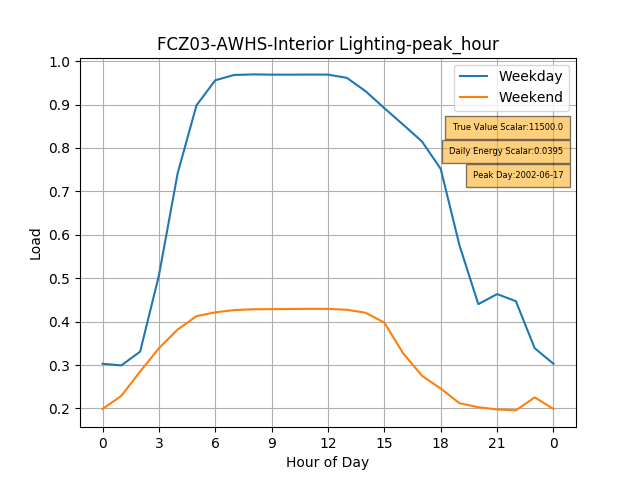 FCZ03-AWHS-Interior Lighting-peak_hour
1.0
0.9
0.8
0.7
0.6
0.5
0.4
0.3
0.2
Load
Weekday
Weekend
True Value Scalar:11500.0
Daily Energy Scalar:0.0395
Peak Day:2002-06-17
0 3 6 9 12 15 18 21 0
Hour of Day